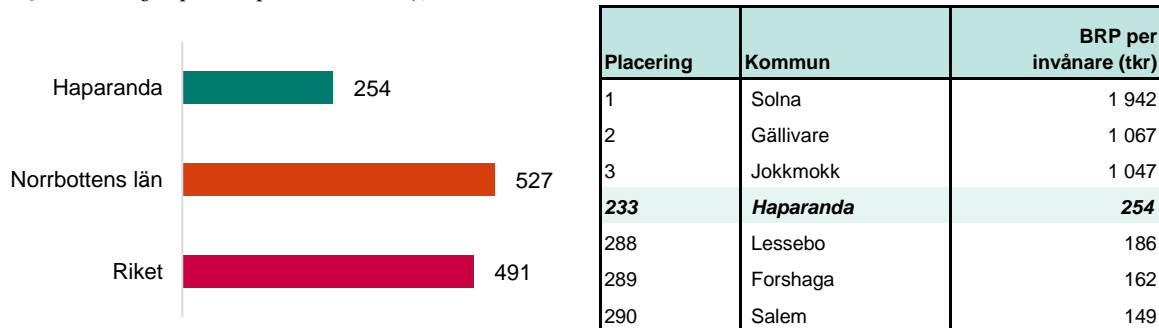 Haparanda 254
Norrbottens län 527
Riket 491
Placering Kommun BRP per invånare (tkr)
1 Solna 1 942
2 Gällivare 1 067
3 Jokkmokk 1 047
233 Haparanda 254
288 Lessebo 186
289 Forshaga 162
290 Salem 149